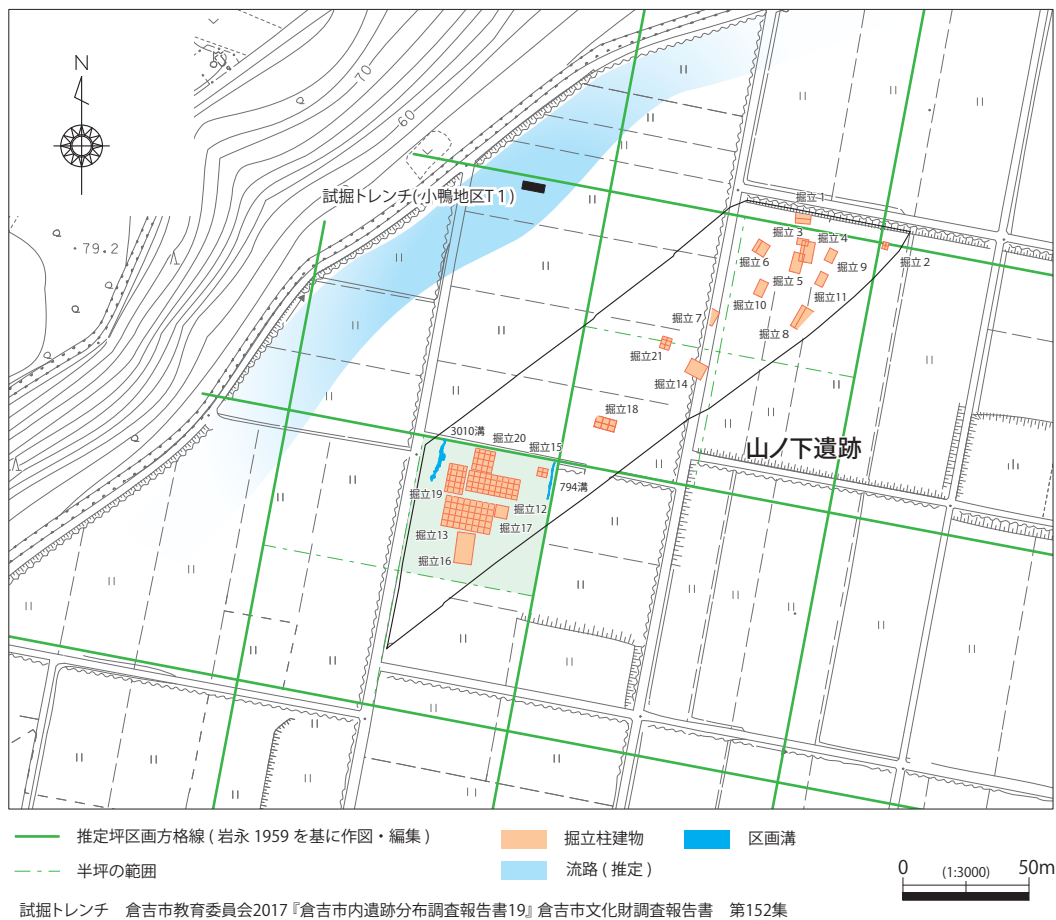 N
70
60
79.2
試掘トレンチ(小鴨地区T1)
掘立1
掘立3
掘立4
掘立6
掘立9
掘立2
掘立5
掘立10
掘立11
掘立7
掘立8
掘立21
掘立14
掘立18
山ノ下遺跡
3010溝
掘立20
掘立15
794溝
掘立19
掘立12
掘立17
掘立13
掘立16
推定坪区画方格線(岩永1959を基に作図・編集)
掘立柱建物
区画溝
半坪の範囲
流路(推定)
0 (1:3000) 50m
試掘トレンチ 倉吉市教育委員会2017『倉吉市内遺跡分布調査報告書19』倉吉市文化財調査報告書 第152集